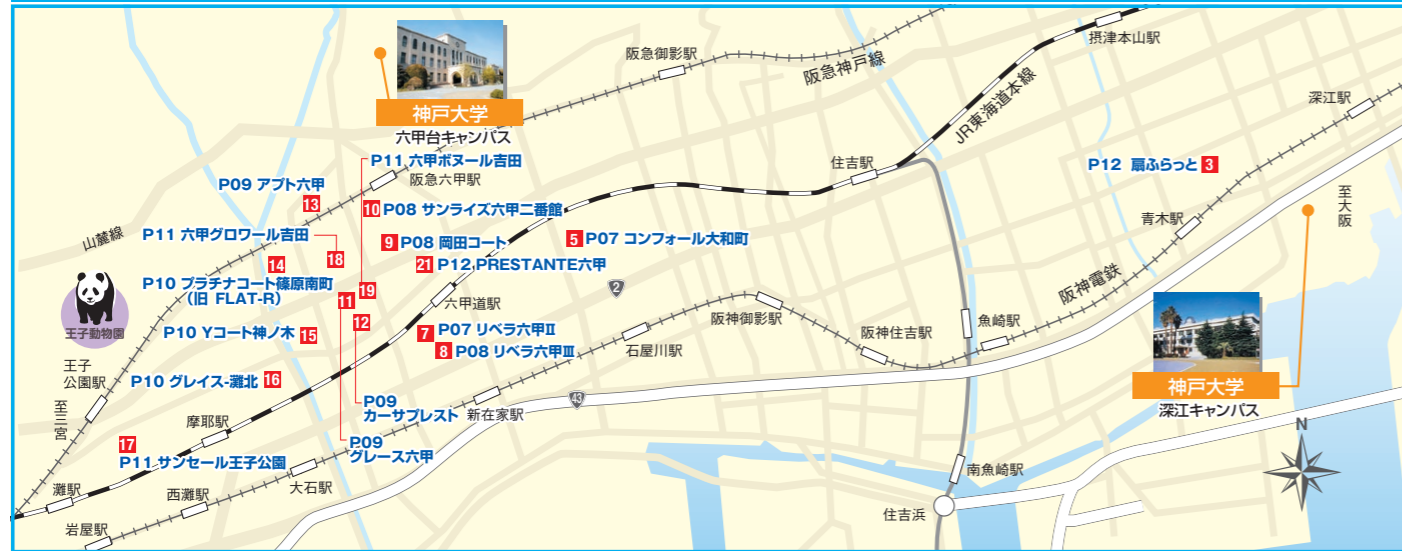 摂津本山駅
阪急御影駅
阪急神戸線
JR東海道本線
深江駅
神戸大学
六甲台キャンパス
P11 六甲ボヌール吉田
住吉駅
P12 扇ふらっと 3
阪急六甲駅
P09 アプト六甲
13
10 P08 サンライズ六甲二番館
至大阪
青木駅
山麓線
P11 六甲グロワール吉田
18
9 P08 岡田コート
5 P07 コンフォール大和町
14
21 P12 PRESTANTE六甲
P10 プラチナコート篠原南町
(旧 FLAT-R)
19
11
2
阪神電鉄
六甲道駅
王子動物園
P10 Yコート神ノ木 15
12
7 P07 リベラ六甲Ⅱ
8 P08 リベラ六甲Ⅲ
石屋川駅
阪神御影駅
阪神住吉駅
魚崎駅
王子
公園駅
P10 グレイス-灘北 16
神戸大学
深江キャンパス
至三宮
摩耶駅
P09
カーサプレスト
新在家駅
43
N
17
P11 サンセール王子公園
P09
グレース六甲
大石駅
南魚崎駅
灘駅
西灘駅
住吉浜
岩屋駅